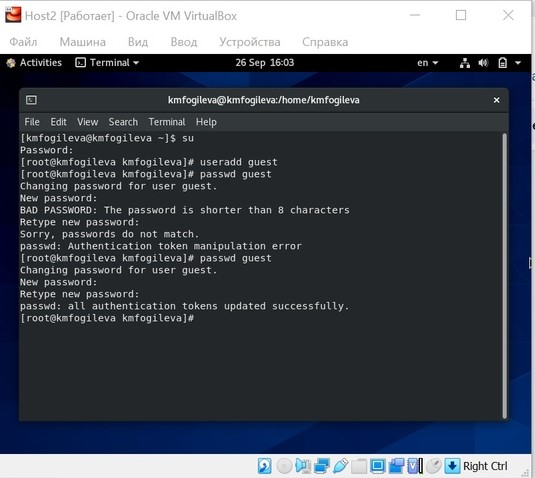 Host2 [Работает] - Oracle VM VirtualBox
Файл Машина Вид Ввод Устройства Справка
Activities Terminal 26 Sep 16:03 en
kmfogileva@kmfogileva:/home/kmfogileva
File Edit View Search Terminal Help
[kmfogileva@kmfogileva ~]$ su
Password:
[root@kmfogileva kmfogileva]# useradd guest
[root@kmfogileva kmfogileva]# passwd guest
Changing password for user guest.
New password:
BAD PASSWORD: The password is shorter than 8 characters
Retype new password:
Sorry, passwords do not match.
passwd: Authentication token manipulation error
[root@kmfogileva kmfogileva]# passwd guest
Changing password for user guest.
New password:
Retype new password:
passwd: all authentication tokens updated successfully.
[root@kmfogileva kmfogileva]#
Right Ctrl